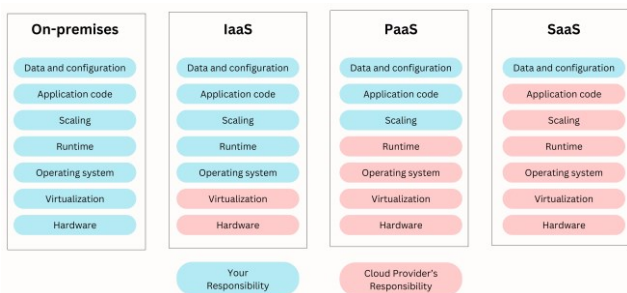 On-premises
Data and configuration
Application code
Scaling
Runtime
Operating system
Virtualization
Hardware
IaaS
Data and configuration
Application code
Scaling
Runtime
Operating system
Virtualization
Hardware
PaaS
Data and configuration
Application code
Scaling
Runtime
Operating system
Virtualization
Hardware
SaaS
Data and configuration
Application code
Scaling
Runtime
Operating system
Virtualization
Hardware
Your
Responsibility
Cloud Provider's
Responsibility